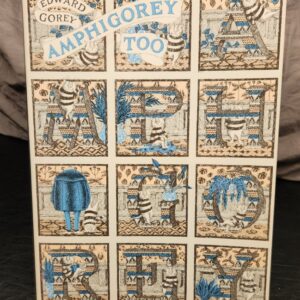 EDWARD
GOREY
AMPHIGOREY
TOO
A
M P H
I G O
R E Y